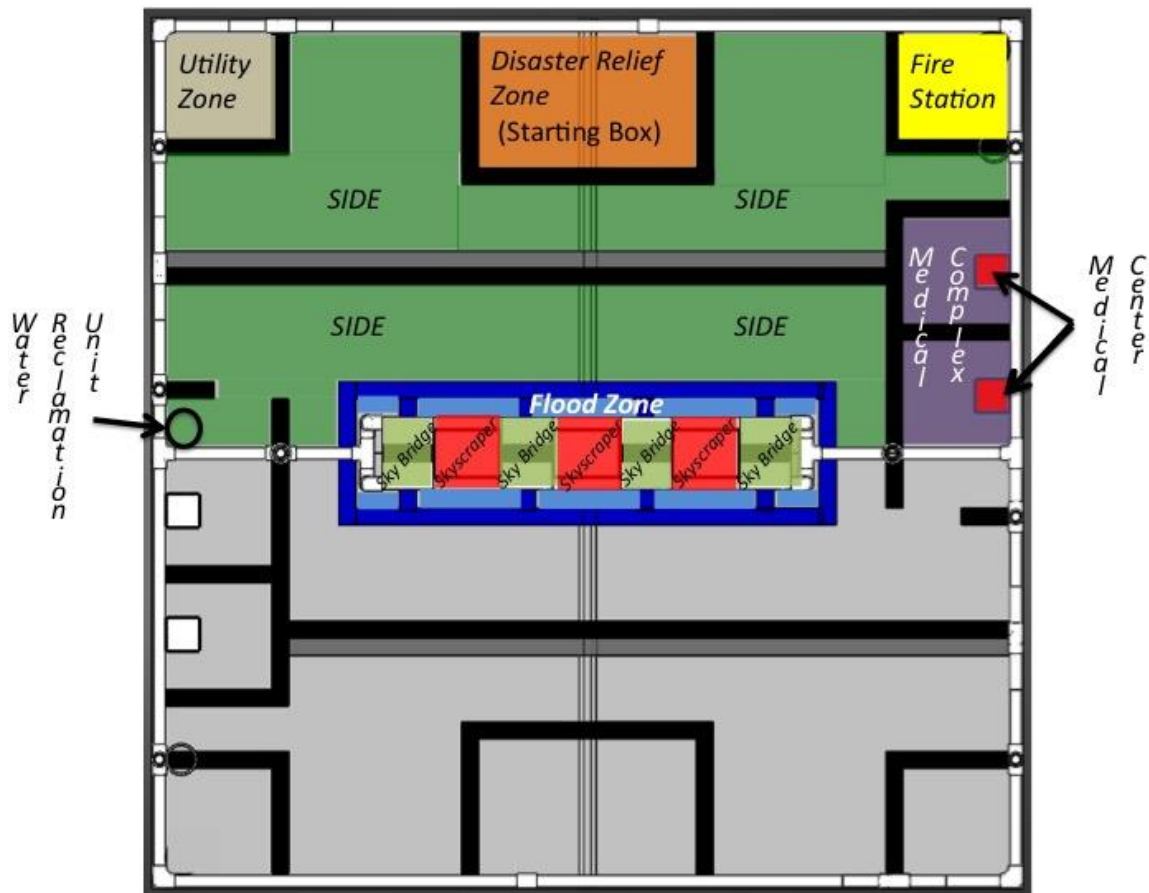 Utility
Zone
Disaster Relief
Zone
(Starting Box)
Fire
Station
SIDE
SIDE
Medical
Complex
Medical
Center
SIDE
SIDE
Water
Reclamation
Unit
Flood Zone
Sky Bridge
Skyscraper
Sky Bridge
Skyscraper
Sky Bridge
Skyscraper
Sky Bridge